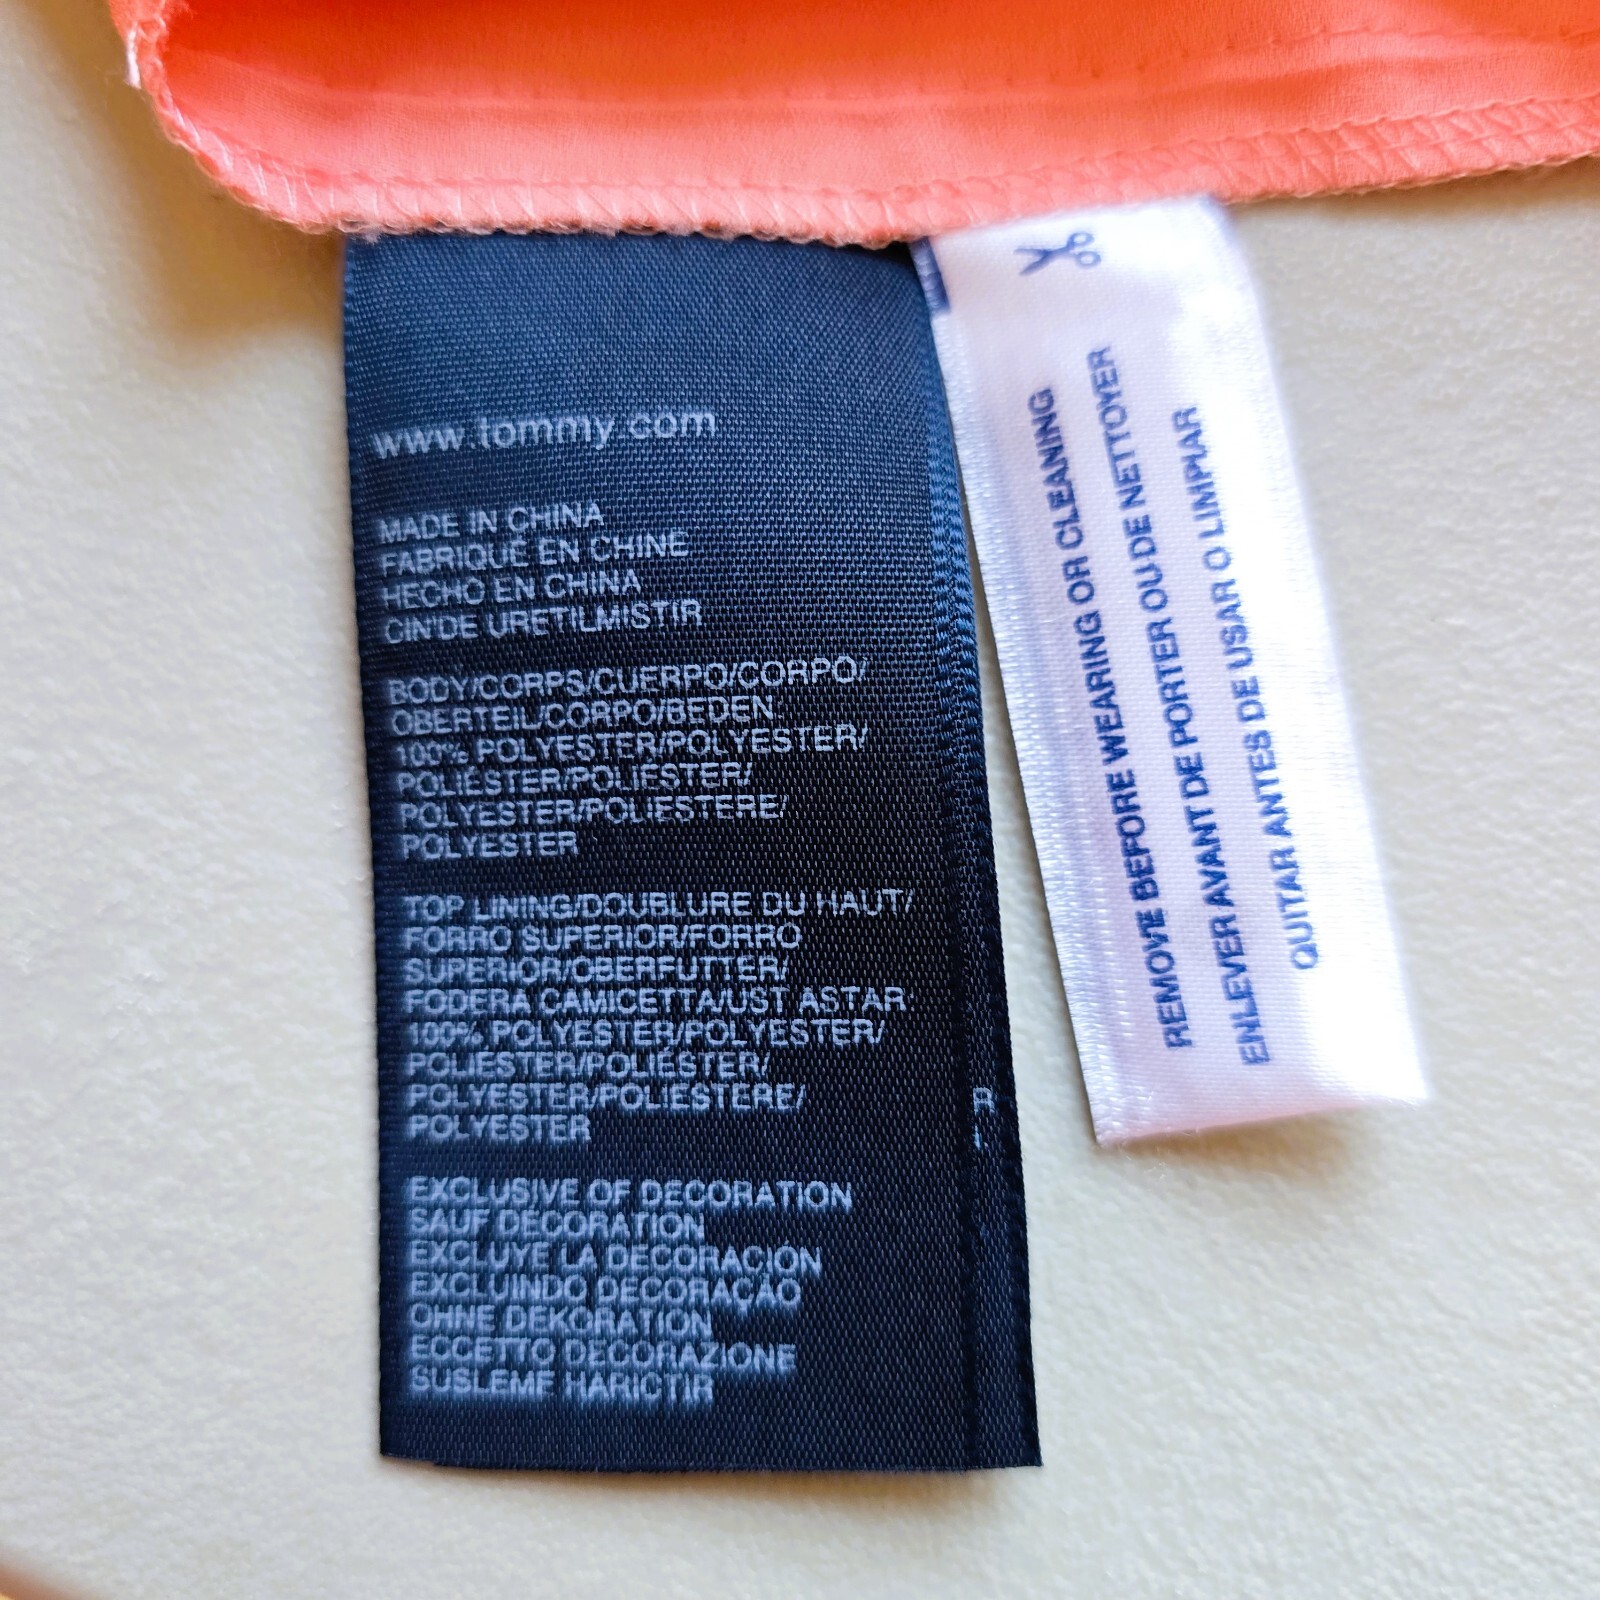 www.tommy.com
MADE IN CHINA
FABRIQUÉ EN CHINE
HECHO EN CHINA
ÇIN'DE URETILMISTIR
BODY/CORPS/CUERPO/CORPO/
OBERTEIL/CORPO/BEDEN
100% POLYESTER/POLYESTER/
POLIÉSTER/POLIÉSTER/
POLYESTER/POLIESTERE/
POLYESTER
TOP LINING/DOUBLURE DU HAUT/
FORRO SUPERIOR/FORRO
SUPERIOR/OBERFUTTER/
FODERA CAMICETTA/UST ASTAR
100% POLYESTER/POLYESTER/
POLIÉSTER/POLIÉSTER/
POLYESTER/POLIESTERE/
POLYESTER
EXCLUSIVE OF DECORATION
SAUF DÉCORATION
EXCLUYE LA DECORACIÓN
EXCLUINDO DECORAÇÃO
OHNE DEKORATION
ECCETTO DECORAZIONE
SUSLEME HARICTIR
R
REMOVE BEFORE WEARING OR CLEANING
ENLEVER AVANT DE PORTER OU DE NETTOYER
QUITAR ANTES DE USAR O LIMPIAR